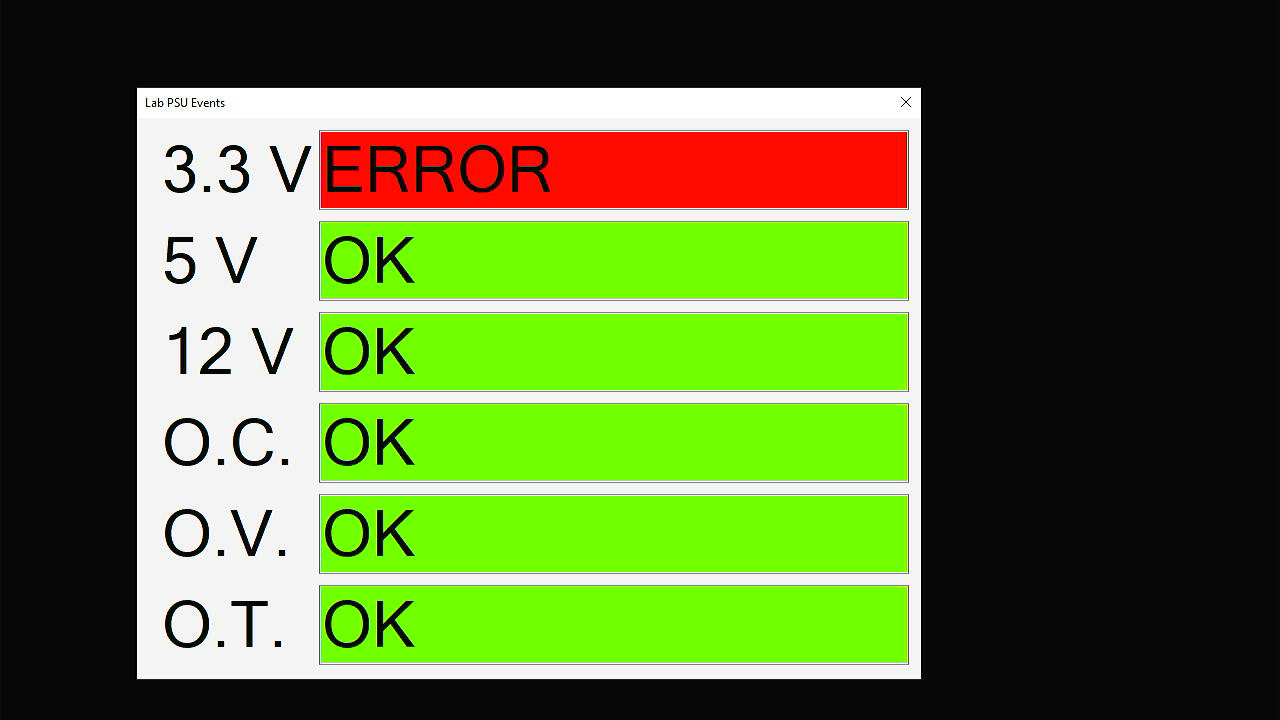 Lab PSU Events
3.3 V ERROR
5 V OK
12 V OK
O.C. OK
O.V. OK
O.T. OK